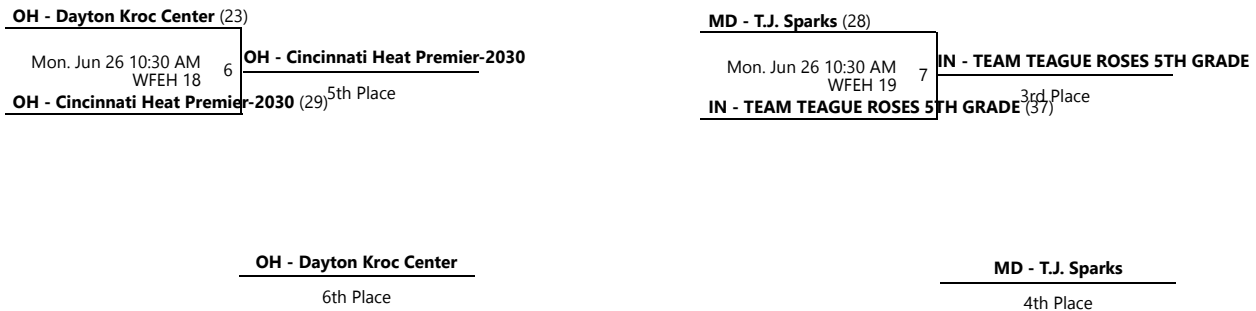 OH - Dayton Kroc Center (23)
Mon. Jun 26 10:30 AM
WFEH 18
6
OH - Cincinnati Heat Premier-2030
5th Place
OH - Cincinnati Heat Premier-2030 (29)
OH - Dayton Kroc Center
6th Place
MD - T.J. Sparks (28)
Mon. Jun 26 10:30 AM
WFEH 19
7
IN - TEAM TEAGUE ROSES 5TH GRADE
3rd Place
IN - TEAM TEAGUE ROSES 5TH GRADE (37)
MD - T.J. Sparks
4th Place